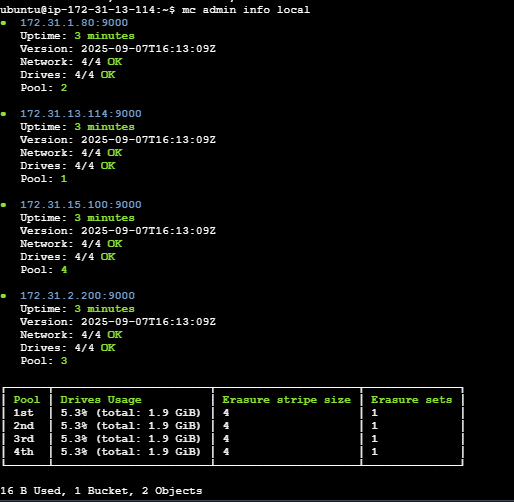 ubuntu@ip-172-31-13-114:~$ mc admin info local
● 172.31.1.80:9000
Uptime: 3 minutes
Version: 2025-09-07T16:13:09Z
Network: 4/4 OK
Drives: 4/4 OK
Pool: 2
● 172.31.13.114:9000
Uptime: 3 minutes
Version: 2025-09-07T16:13:09Z
Network: 4/4 OK
Drives: 4/4 OK
Pool: 1
● 172.31.15.100:9000
Uptime: 3 minutes
Version: 2025-09-07T16:13:09Z
Network: 4/4 OK
Drives: 4/4 OK
Pool: 4
● 172.31.2.200:9000
Uptime: 3 minutes
Version: 2025-09-07T16:13:09Z
Network: 4/4 OK
Drives: 4/4 OK
Pool: 3
Pool | Drives Usage | Erasure stripe size | Erasure sets
1st | 5.3% (total: 1.9 GiB) | 4 | 1
2nd | 5.3% (total: 1.9 GiB) | 4 | 1
3rd | 5.3% (total: 1.9 GiB) | 4 | 1
4th | 5.3% (total: 1.9 GiB) | 4 | 1
16 B Used, 1 Bucket, 2 Objects